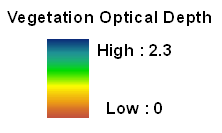 Vegetation Optical Depth
High : 2.3
Low : 0